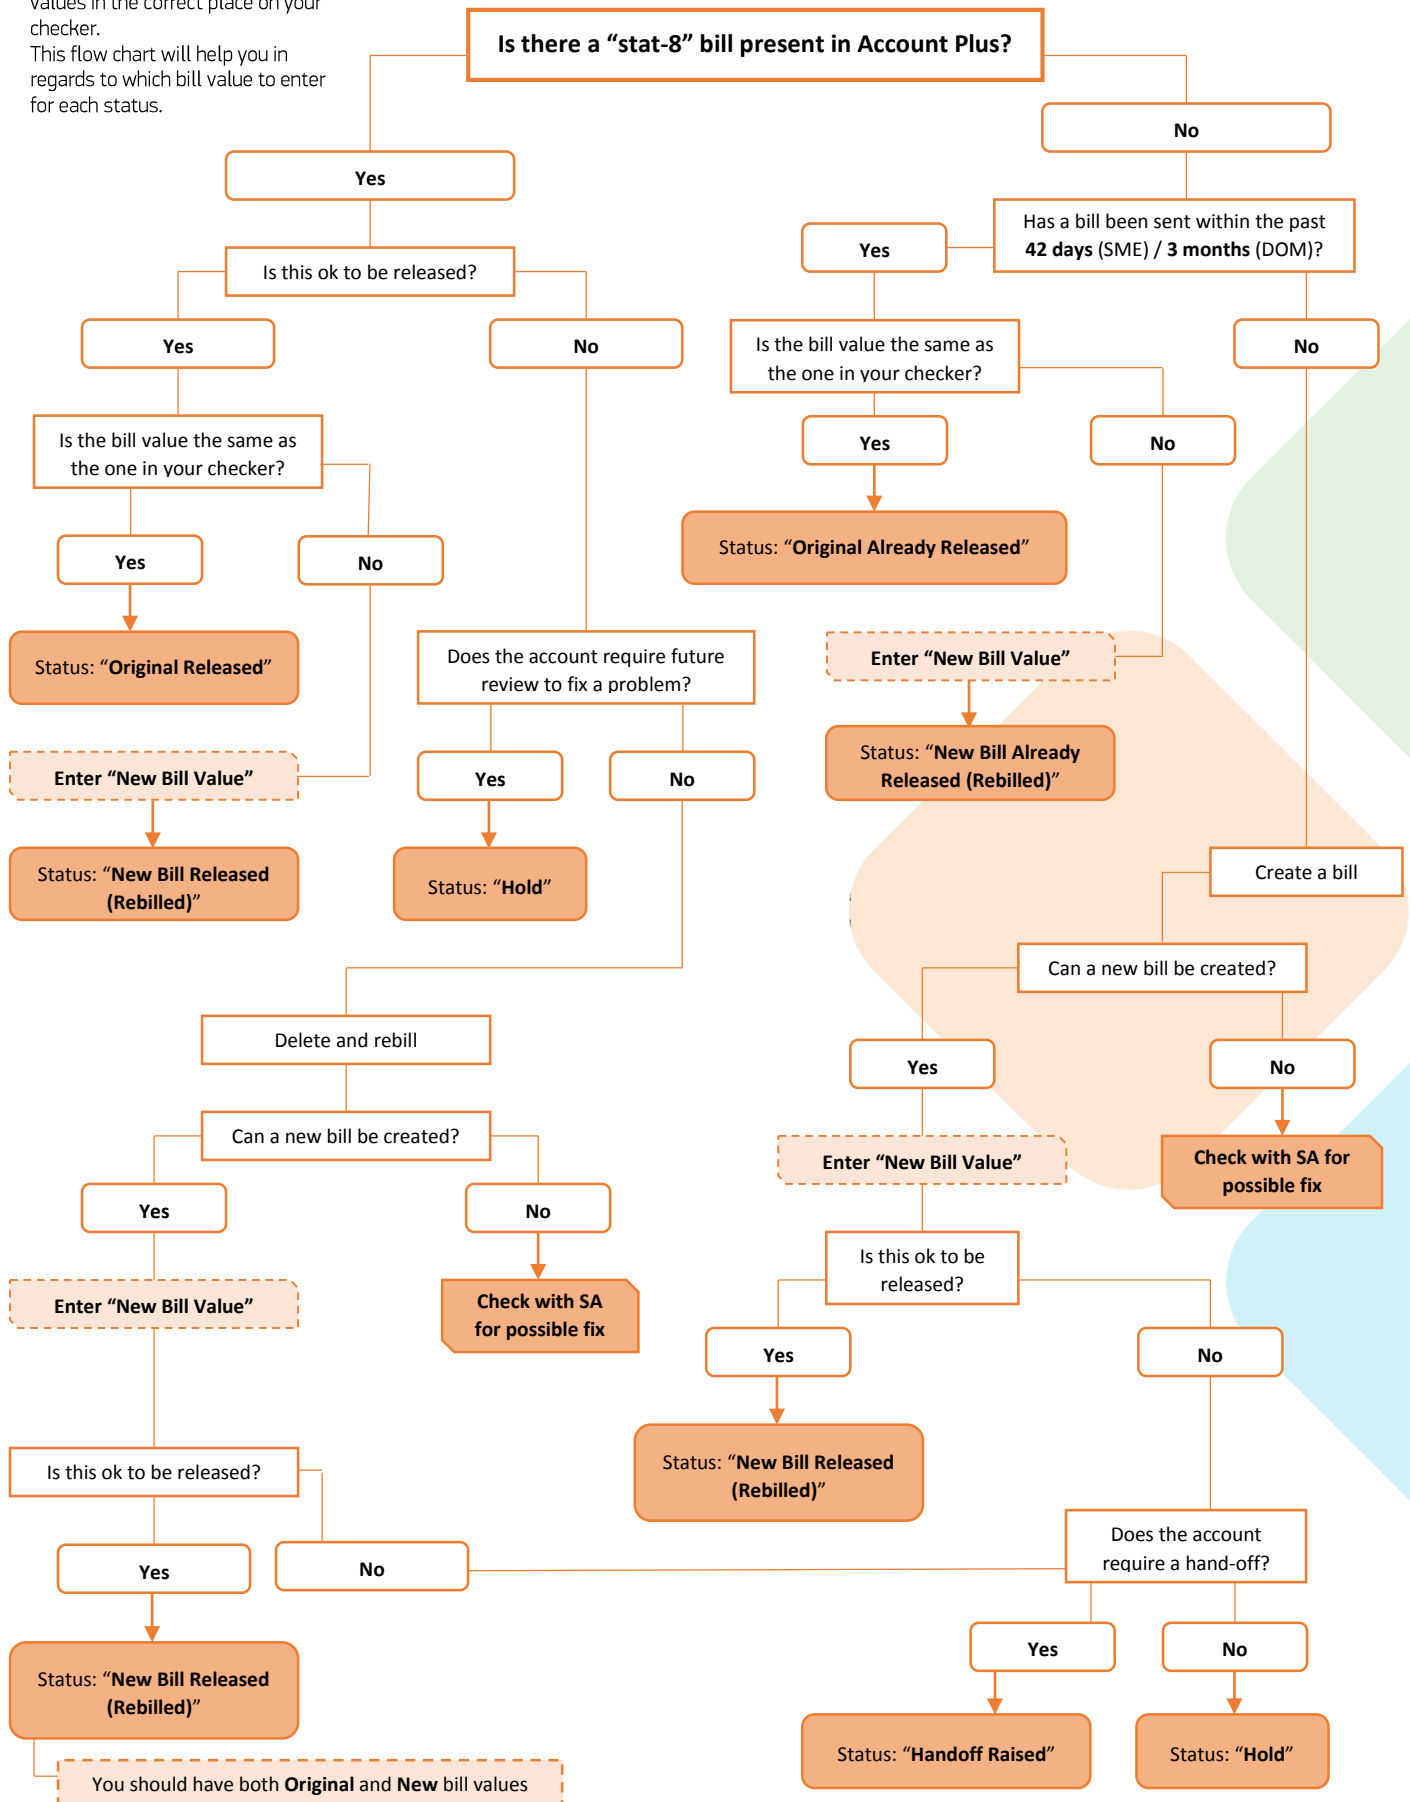 values in the correct place on your
checker.
This flow chart will help you in
regards to which bill value to enter
for each status.
Is there a “stat-8” bill present in Account Plus?
Yes
No
Is this ok to be released?
Has a bill been sent within the past
42 days (SME) / 3 months (DOM)?
Yes
Yes
No
Is the bill value the same as
the one in your checker?
No
Is the bill value the same as
the one in your checker?
Yes
No
Yes
No
Status: “Original Already Released”
Status: “Original Released”
Does the account require future
review to fix a problem?
Enter “New Bill Value”
Enter “New Bill Value”
Yes
No
Status: “New Bill Already
Released (Rebilled)”
Status: “New Bill Released
(Rebilled)”
Status: “Hold”
Create a bill
Can a new bill be created?
Delete and rebill
Yes
No
Can a new bill be created?
Enter “New Bill Value”
Check with SA for
possible fix
Yes
No
Is this ok to be
released?
Enter “New Bill Value”
Check with SA
for possible fix
Yes
No
Is this ok to be released?
Status: “New Bill Released
(Rebilled)”
Does the account
require a hand-off?
Yes
No
Yes
No
Status: “New Bill Released
(Rebilled)”
Status: “Handoff Raised”
Status: “Hold”
You should have both Original and New bill values